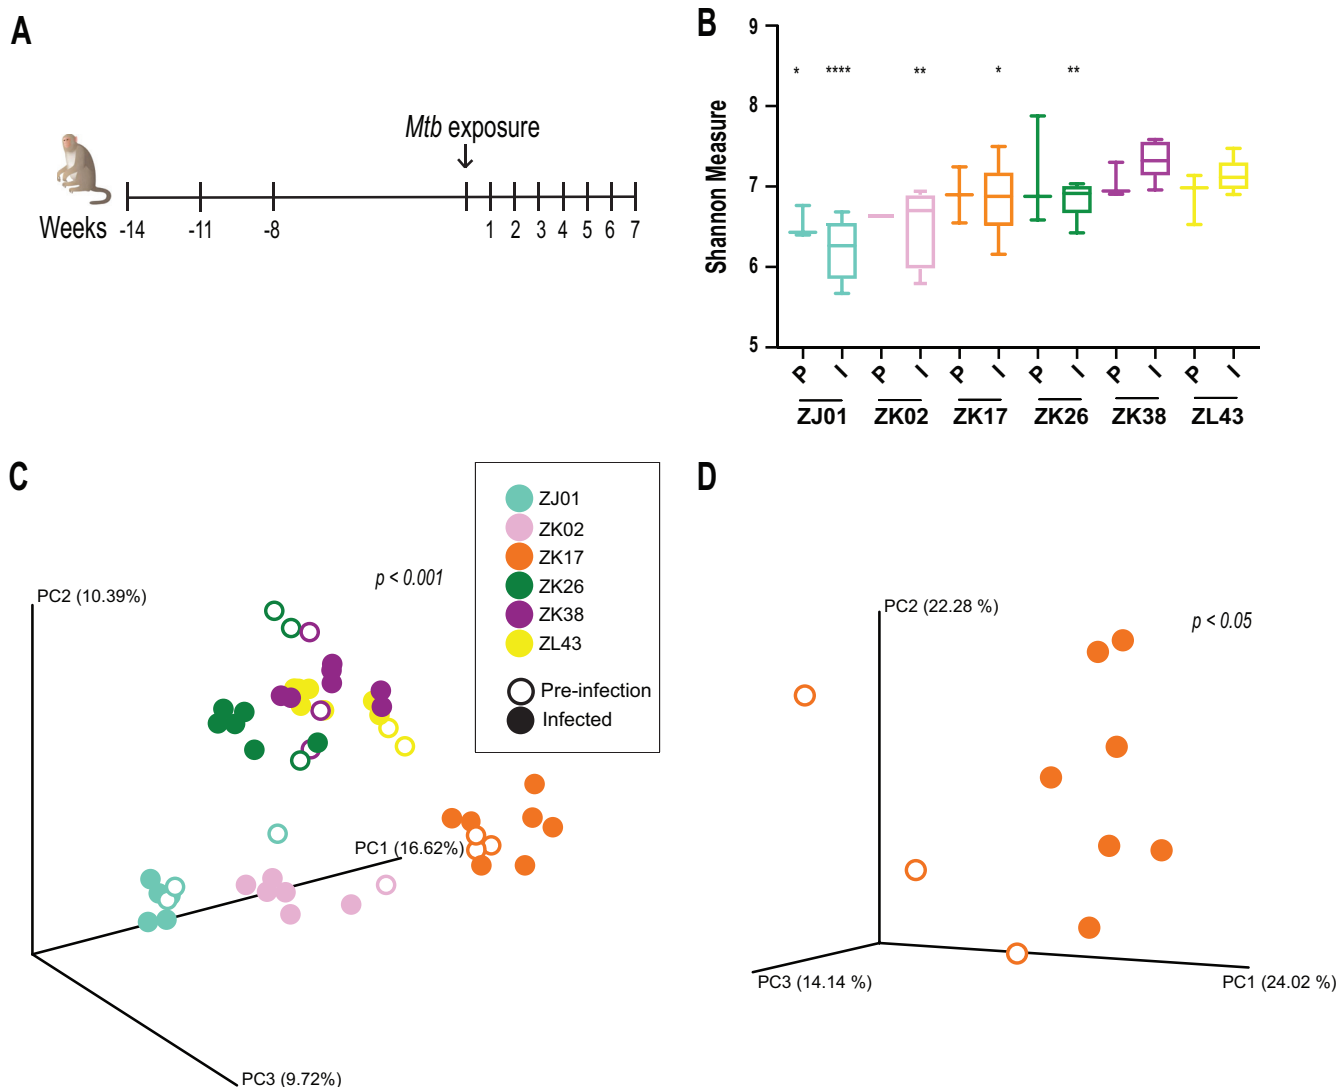 A
Mtb exposure
Weeks -14 -11 -8 1 2 3 4 5 6 7
B
Shannon Measure
9
8
7
6
5
* **** ** * **
P I P I P I P I P I P I
ZJ01 ZK02 ZK17 ZK26 ZK38 ZL43
C
p < 0.001
PC2 (10.39%)
PC1 (16.62%)
PC3 (9.72%)
ZJ01
ZK02
ZK17
ZK26
ZK38
ZL43
Pre-infection
Infected
D
PC2 (22.28 %)
p < 0.05
PC3 (14.14 %)
PC1 (24.02 %)